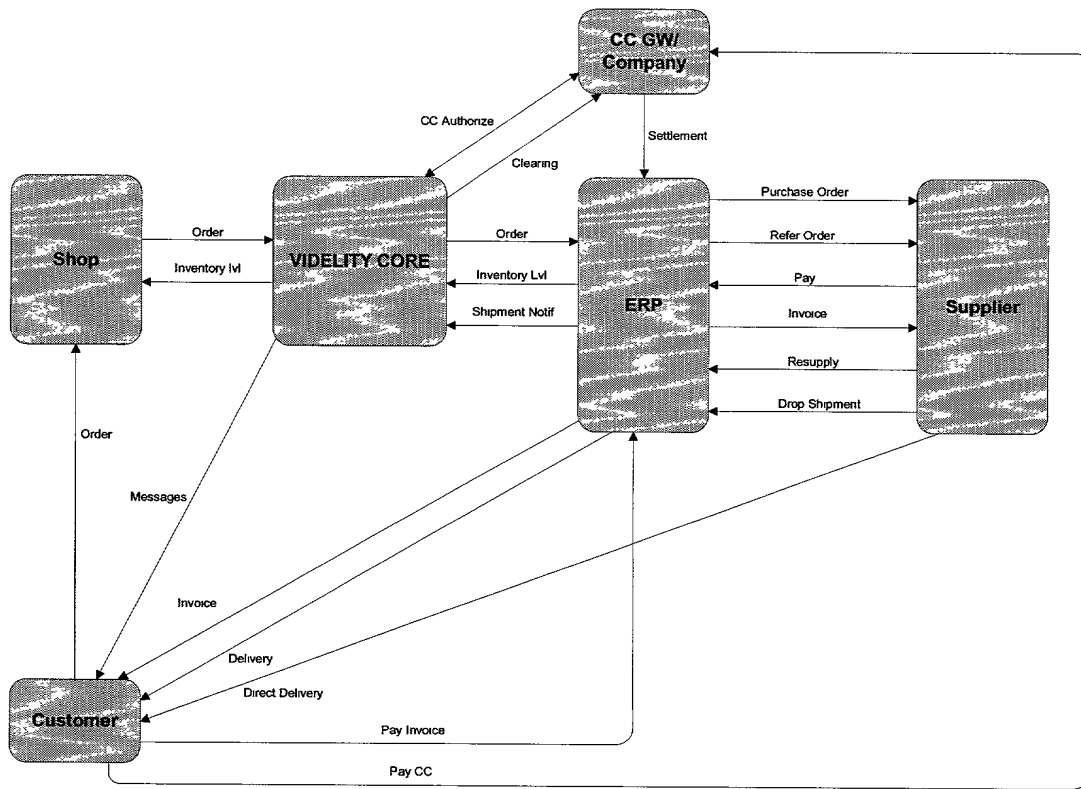 CC GW/
Company
CC Authorize
Clearing
Settlement
Shop
Order
Inventory lvl
VIDELITY CORE
Order
Inventory Lvl
Shipment Notif
ERP
Purchase Order
Refer Order
Pay
Invoice
Resupply
Drop Shipment
Supplier
Order
Messages
Invoice
Delivery
Direct Delivery
Customer
Pay Invoice
Pay CC